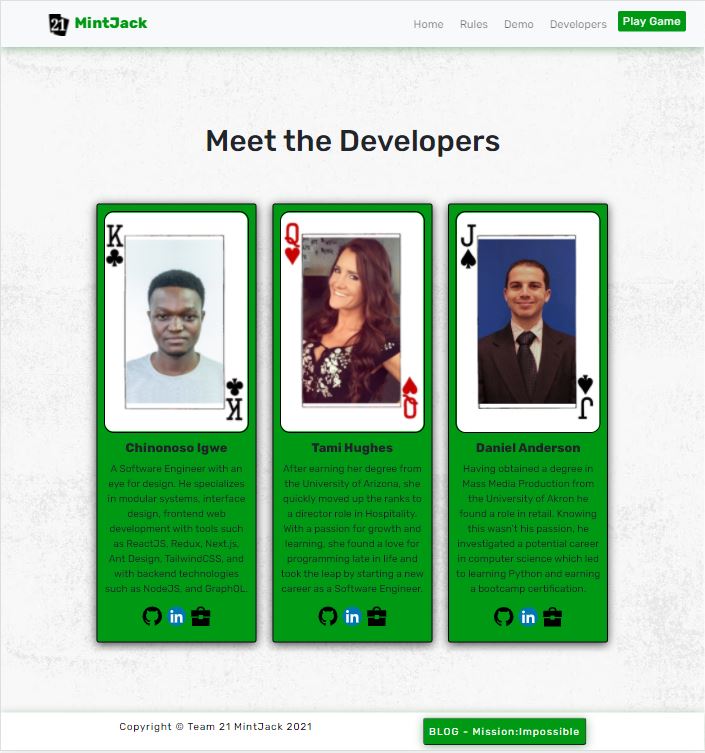 21 MintJack
Home Rules Demo Developers Play Game
Meet the Developers
K
K
Q
Q
J
J
Chinonoso Igwe
A Software Engineer with an
eye for design. He specializes
in modular systems, interface
design, frontend web
development with tools such
as ReactJS, Redux, Next.js,
Ant Design, TailwindCSS, and
with backend technologies
such as NodeJS, and GraphQL.
Tami Hughes
After earning her degree from
the University of Arizona, she
quickly moved up the ranks to
a director role in Hospitality.
With a passion for growth and
learning, she found a love for
programming late in life and
took the leap by starting a new
career as a Software Engineer.
Daniel Anderson
Having obtained a degree in
Mass Media Production from
the University of Akron he
found a role in retail. Knowing
this wasn't his passion, he
investigated a potential career
in computer science which led
to learning Python and earning
a bootcamp certification.
in
in
in
Copyright © Team 21 MintJack 2021
BLOG - Mission:Impossible